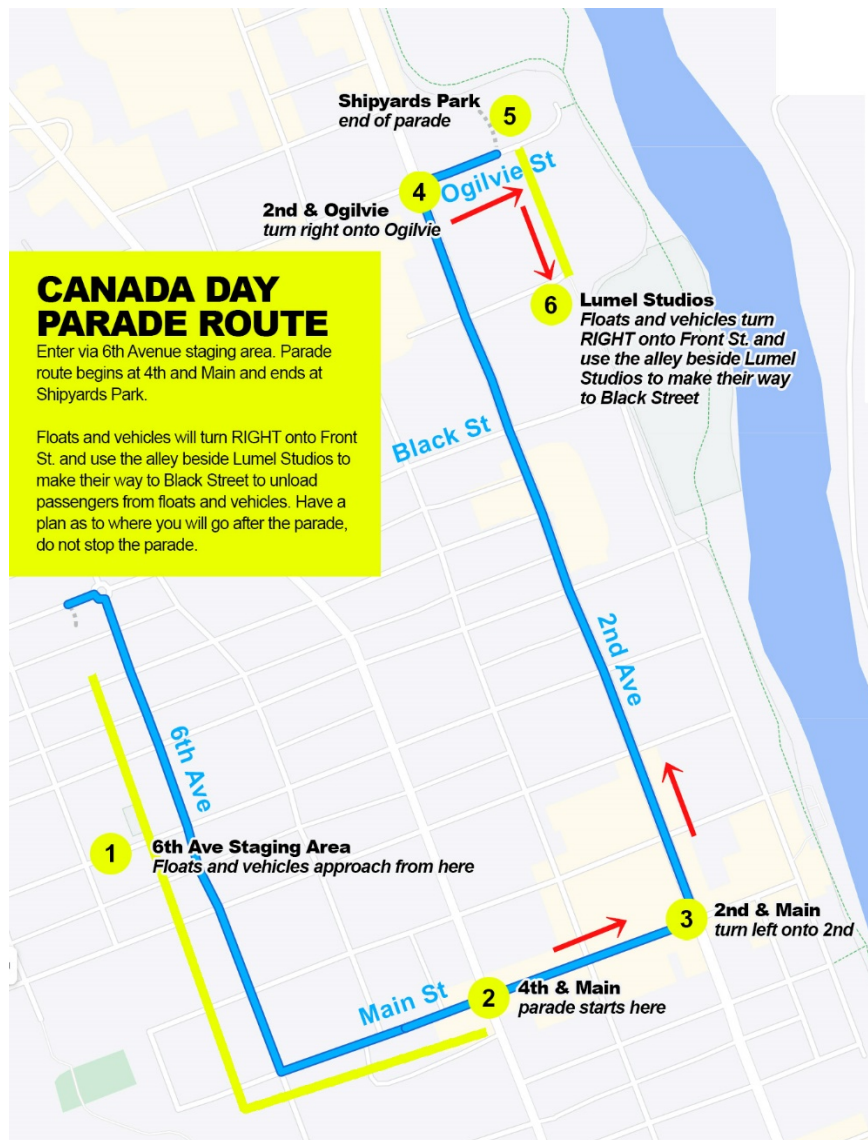 Shipyards Park
end of parade
5
Ogilvie St
4
2nd & Ogilvie
turn right onto Ogilvie
6
Lumel Studios
Floats and vehicles turn
RIGHT onto Front St. and
use the alley beside Lumel
Studios to make their way
to Black Street
CANADA DAY
PARADE ROUTE
Enter via 6th Avenue staging area. Parade
route begins at 4th and Main and ends at
Shipyards Park.
Floats and vehicles will turn RIGHT onto Front
St. and use the alley beside Lumel Studios to
make their way to Black Street to unload
passengers from floats and vehicles. Have a
plan as to where you will go after the parade,
do not stop the parade.
Black St
2nd Ave
6th Ave
1
6th Ave Staging Area
Floats and vehicles approach from here
3
2nd & Main
turn left onto 2nd
Main St
2
4th & Main
parade starts here